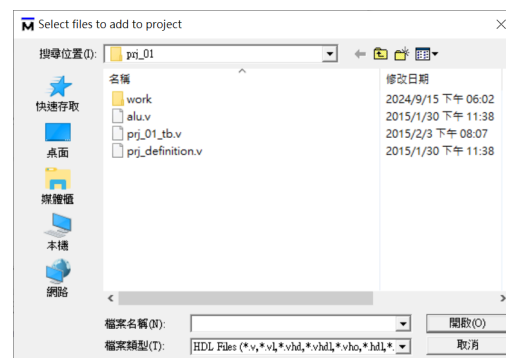 Select files to add to project
搜尋位置(I):
prj_01
名稱
修改日期
work
2024/9/15 下午 06:02
alu.v
2015/1/30 下午 11:38
prj_01_tb.v
2015/2/3 下午 08:07
prj_definition.v
2015/1/30 下午 11:38
快速存取
桌面
媒體櫃
本機
網路
檔案名稱(N):
開啟(O)
檔案類型(T):
HDL Files (*.v,*.vl,*.vhd,*.vhdl,*.vho,*.hdl,*.
取消